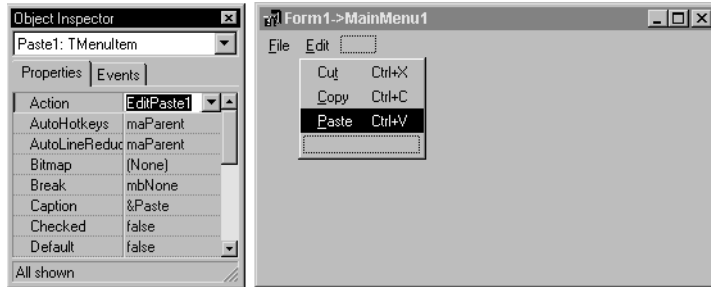 Object Inspector
Paste1: TMenuItem
Properties Events
Action EditPaste1
AutoHotkeys maParent
AutoLineReduc maParent
Bitmap (None)
Break mbNone
Caption &Paste
Checked false
Default false
All shown
Form1->MainMenu1
File Edit
Cut Ctrl+X
Copy Ctrl+C
Paste Ctrl+V